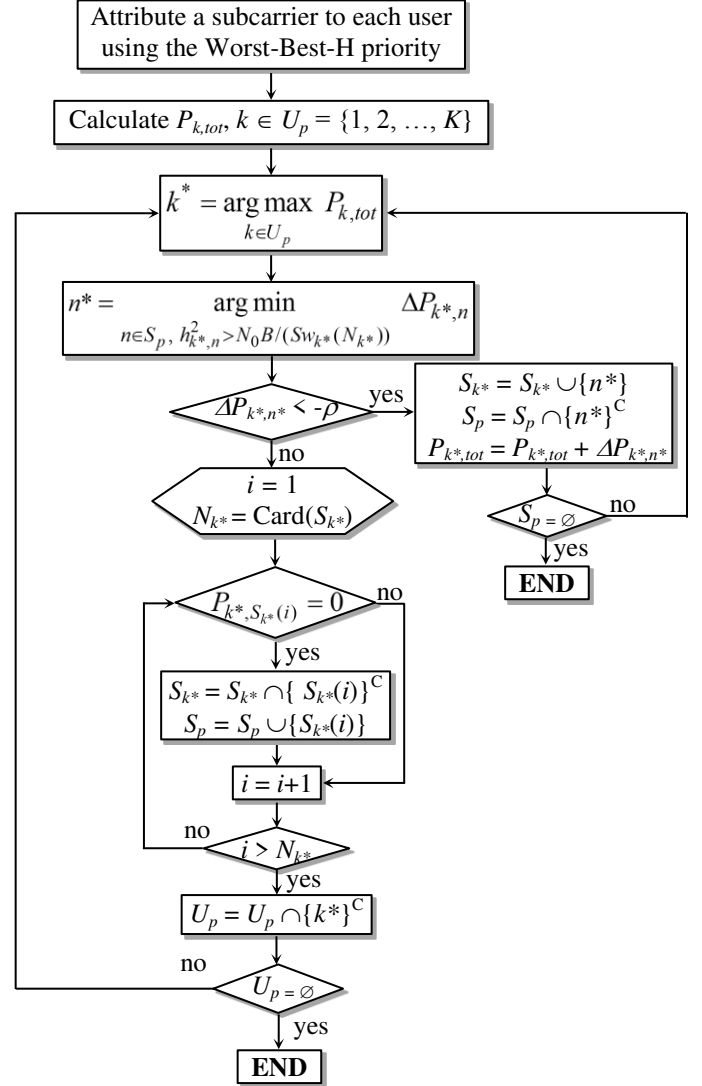 Attribute a subcarrier to each user
using the Worst-Best-H priority
Calculate P_{k,tot}, k ∈ U_p = {1, 2, …, K}
k^* = arg max P_{k,tot}
k∈U_p
n* = arg min ΔP_{k*,n}
n∈S_p, h²_{k*,n}>N_0B/(Sw_{k*}(N_{k*}))
ΔP_{k*,n*} < -ρ
yes
S_{k*} = S_{k*} ∪{n*}
S_p = S_p ∩{n*}^C
P_{k*,tot} = P_{k*,tot} + ΔP_{k*,n*}
no
i = 1
N_{k*} = Card(S_{k*})
S_{p = ∅}
no
yes
END
P_{k*,S_{k*}(i)} = 0
no
yes
S_{k*} = S_{k*} ∩{ S_{k*}(i)}^C
S_p = S_p ∪{S_{k*}(i)}
i = i+1
no
i > N_{k*}
yes
U_p = U_p ∩{k*}^C
no
U_{p = ∅}
yes
END